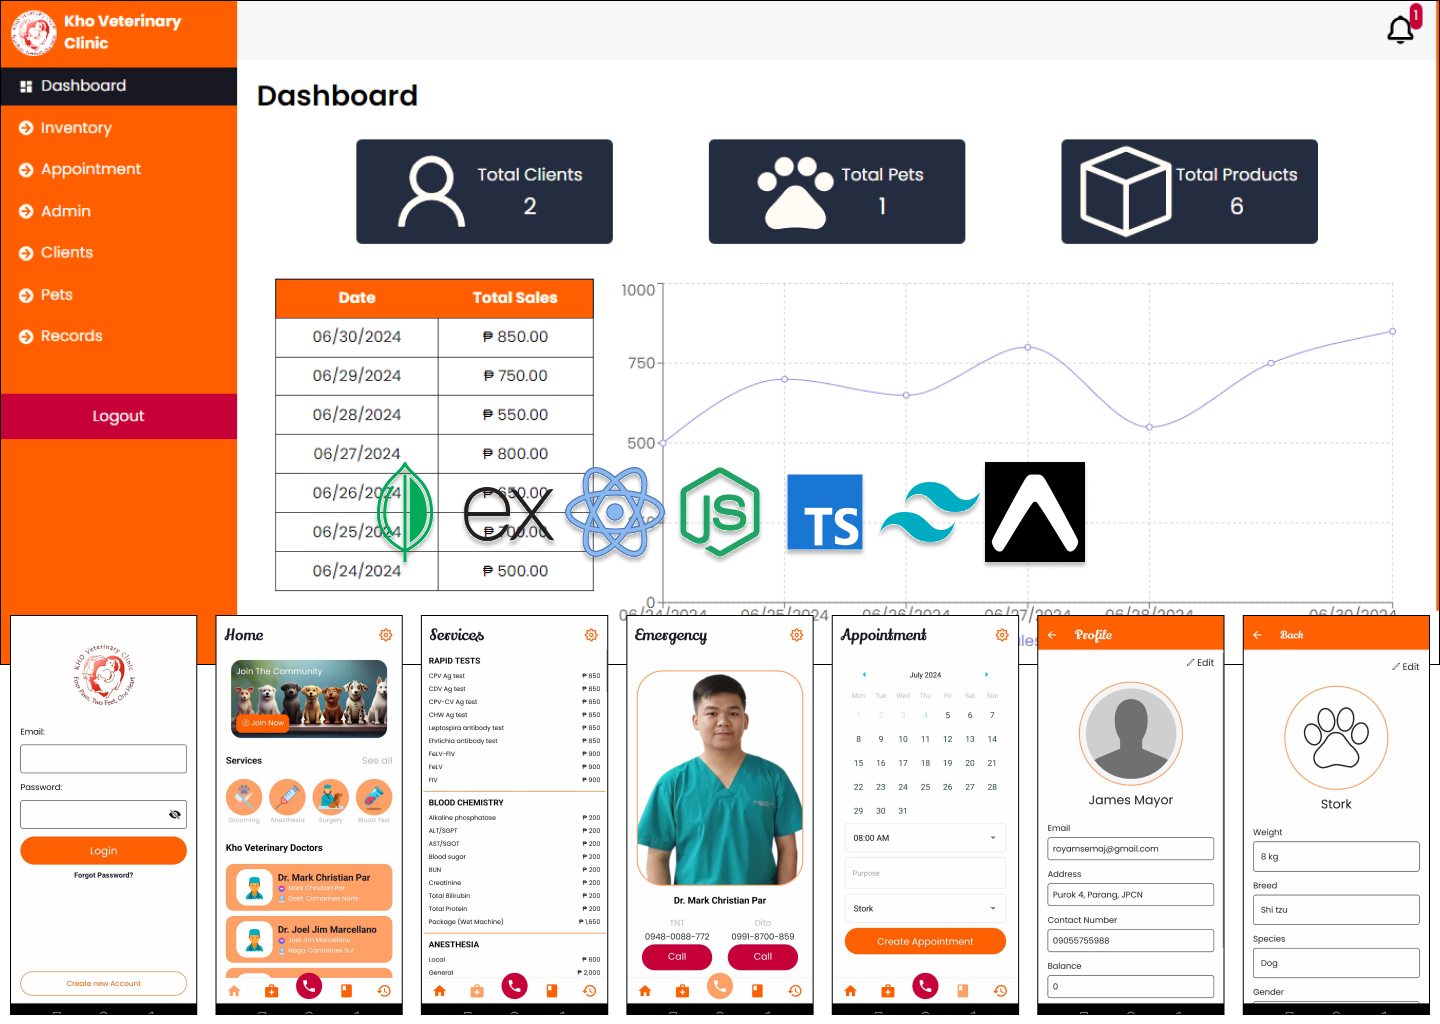 Kho Veterinary
Clinic
1
Dashboard
Inventory
Appointment
Admin
Clients
Pets
Records
Logout
Dashboard
Total Clients
2
Total Pets
1
Total Products
6
Date Total Sales
06/30/2024 ₱ 850.00
06/29/2024 ₱ 750.00
06/28/2024 ₱ 550.00
06/27/2024 ₱ 800.00
06/26/2024 ₱ 650.00
06/25/2024 ₱ 700.00
06/24/2024 ₱ 500.00
1000
750
500
0
06/24/2024 06/25/2024 06/26/2024 06/27/2024 06/28/2024 06/30/2024
ex
JS
TS
KHO Veterinary Clinic
Four Paws, Two Feet, One Heart
Email:
Password:
Login
Forgot Password?
Create new Account
Home
Join The Community
Join Now
Services See all
Grooming Anesthesia Surgery Blood Test
Kho Veterinary Doctors
Dr. Mark Christian Par
Mark Christian Par
Daet, Camarines Norte
Dr. Joel Jim Marcellano
Joel Jim Marcellano
Naga, Camarines Sur
Services
RAPID TESTS
CPV Ag test ₱ 850
CDV Ag test ₱ 850
CPV-CV Ag test ₱ 850
CHW Ag test ₱ 850
Leptospira antibody test ₱ 850
Ehrlichia antibody test ₱ 850
FeLV-FIV ₱ 900
FeLV ₱ 900
FIV ₱ 900
BLOOD CHEMISTRY
Alkaline phosphatase ₱ 200
ALT/SGPT ₱ 200
AST/SGOT ₱ 200
Blood sugar ₱ 200
BUN ₱ 200
Creatinine ₱ 200
Total Bilirubin ₱ 200
Total Protein ₱ 200
Package (Wet Machine) ₱ 1,650
ANESTHESIA
Local ₱ 600
General ₱ 2,000
Emergency
Dr. Mark Christian Par
TNT Dito
0948-0088-772 0991-8700-859
Call Call
Appointment
July 2024
Mon Tue Wed Thu Fri Sat Sun
1 2 3 4 5 6 7
8 9 10 11 12 13 14
15 16 17 18 19 20 21
22 23 24 25 26 27 28
29 30 31
08:00 AM
Purpose
Stork
Create Appointment
Profile
Edit
James Mayor
Email
royamsemaj@gmail.com
Address
Purok 4, Parang, JPCN
Contact Number
09055755988
Balance
0
Back
Edit
Stork
Weight
8 kg
Breed
Shi tzu
Species
Dog
Gender